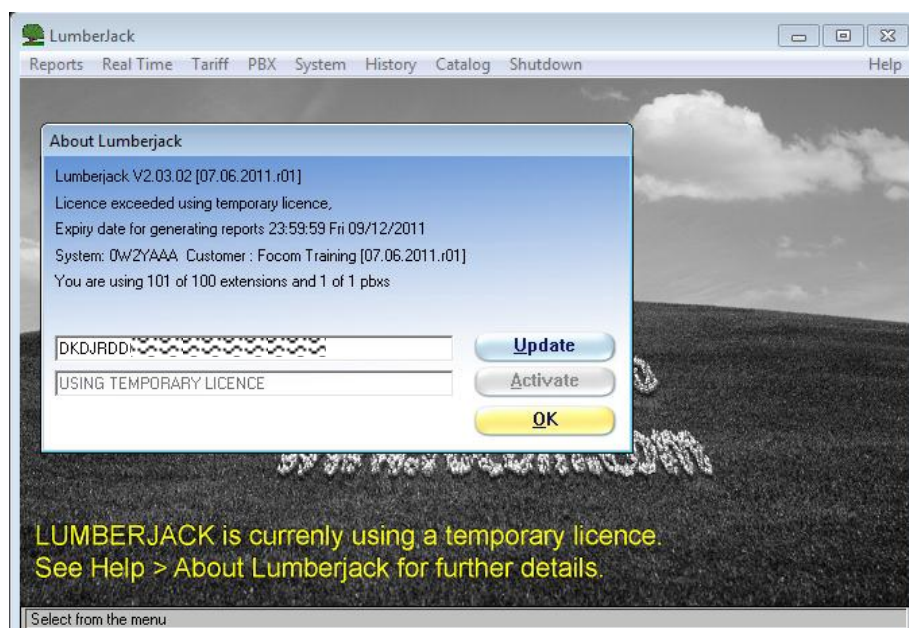 LumberJack
Reports Real Time Tariff PBX System History Catalog Shutdown Help
About Lumberjack
Lumberjack V2.03.02 [07.06.2011.r01]
Licence exceeded using temporary licence,
Expiry date for generating reports 23:59:59 Fri 09/12/2011
System: 0W2YAAA Customer : Focom Training [07.06.2011.r01]
You are using 101 of 100 extensions and 1 of 1 pbxs
DKDJRDD
Update
USING TEMPORARY LICENCE
Activate
OK
LUMBERJACK is currenly using a temporary licence.
See Help > About Lumberjack for further details.
Select from the menu